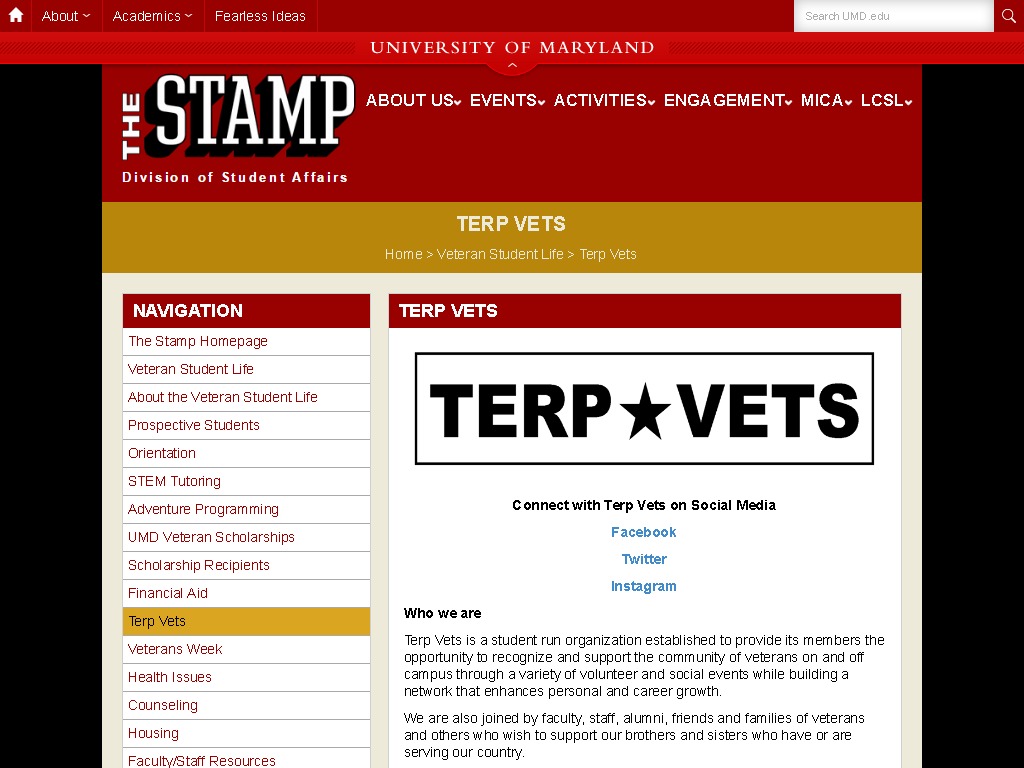 About Academics Fearless Ideas Search UMD.edu
UNIVERSITY OF MARYLAND
THE STAMP
Division of Student Affairs
ABOUT US EVENTS ACTIVITIES ENGAGEMENT MICA LCSL
TERP VETS
Home > Veteran Student Life > Terp Vets
NAVIGATION
The Stamp Homepage
Veteran Student Life
About the Veteran Student Life
Prospective Students
Orientation
STEM Tutoring
Adventure Programming
UMD Veteran Scholarships
Scholarship Recipients
Financial Aid
Terp Vets
Veterans Week
Health Issues
Counseling
Housing
Faculty/Staff Resources
TERP VETS
TERP★VETS
Connect with Terp Vets on Social Media
Facebook
Twitter
Instagram
Who we are
Terp Vets is a student run organization established to provide its members the
opportunity to recognize and support the community of veterans on and off
campus through a variety of volunteer and social events while building a
network that enhances personal and career growth.
We are also joined by faculty, staff, alumni, friends and families of veterans
and others who wish to support our brothers and sisters who have or are
serving our country.